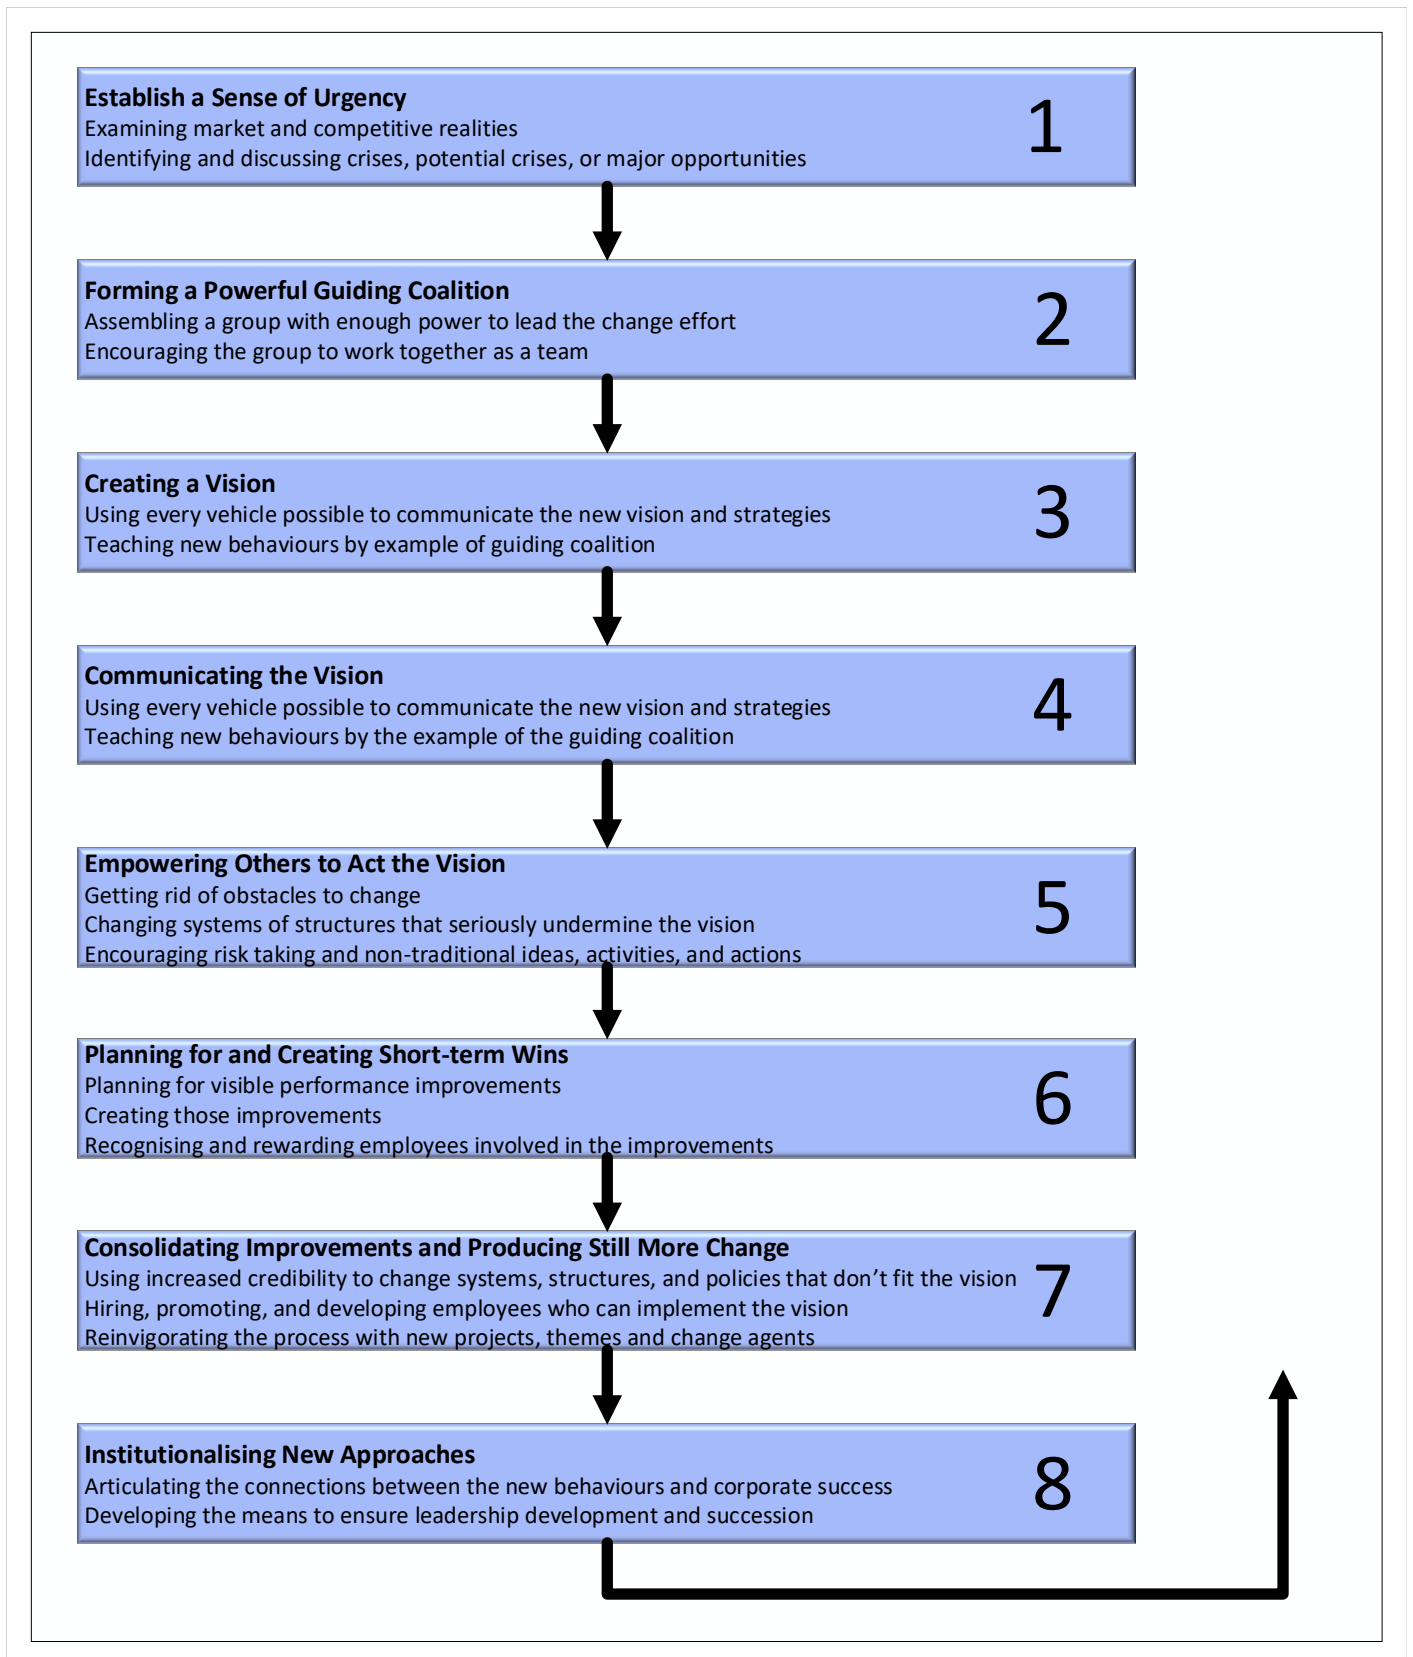 Establish a Sense of Urgency
Examining market and competitive realities
Identifying and discussing crises, potential crises, or major opportunities
1
Forming a Powerful Guiding Coalition
Assembling a group with enough power to lead the change effort
Encouraging the group to work together as a team
2
Creating a Vision
Using every vehicle possible to communicate the new vision and strategies
Teaching new behaviours by example of guiding coalition
3
Communicating the Vision
Using every vehicle possible to communicate the new vision and strategies
Teaching new behaviours by the example of the guiding coalition
4
Empowering Others to Act the Vision
Getting rid of obstacles to change
Changing systems of structures that seriously undermine the vision
Encouraging risk taking and non-traditional ideas, activities, and actions
5
Planning for and Creating Short-term Wins
Planning for visible performance improvements
Creating those improvements
Recognising and rewarding employees involved in the improvements
6
Consolidating Improvements and Producing Still More Change
Using increased credibility to change systems, structures, and policies that don’t fit the vision
Hiring, promoting, and developing employees who can implement the vision
Reinvigorating the process with new projects, themes and change agents
7
Institutionalising New Approaches
Articulating the connections between the new behaviours and corporate success
Developing the means to ensure leadership development and succession
8